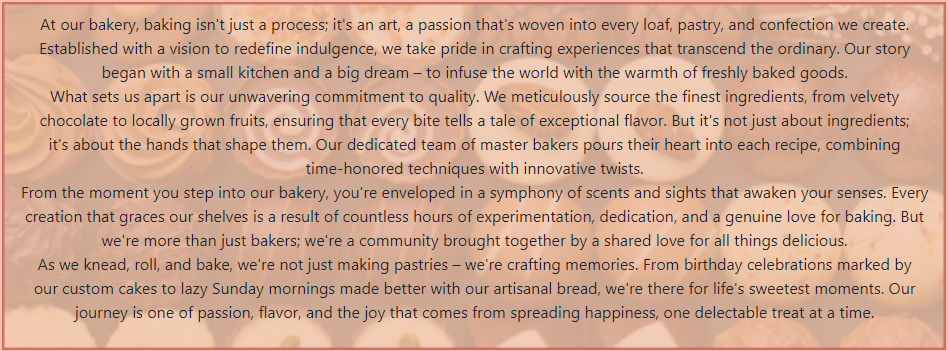 At our bakery, baking isn't just a process; it's an art, a passion that's woven into every loaf, pastry, and confection we create.
Established with a vision to redefine indulgence, we take pride in crafting experiences that transcend the ordinary. Our story
began with a small kitchen and a big dream – to infuse the world with the warmth of freshly baked goods.
What sets us apart is our unwavering commitment to quality. We meticulously source the finest ingredients, from velvety
chocolate to locally grown fruits, ensuring that every bite tells a tale of exceptional flavor. But it's not just about ingredients;
it's about the hands that shape them. Our dedicated team of master bakers pours their heart into each recipe, combining
time-honored techniques with innovative twists.
From the moment you step into our bakery, you're enveloped in a symphony of scents and sights that awaken your senses. Every
creation that graces our shelves is a result of countless hours of experimentation, dedication, and a genuine love for baking. But
we're more than just bakers; we're a community brought together by a shared love for all things delicious.
As we knead, roll, and bake, we're not just making pastries – we're crafting memories. From birthday celebrations marked by
our custom cakes to lazy Sunday mornings made better with our artisanal bread, we're there for life's sweetest moments. Our
journey is one of passion, flavor, and the joy that comes from spreading happiness, one delectable treat at a time.